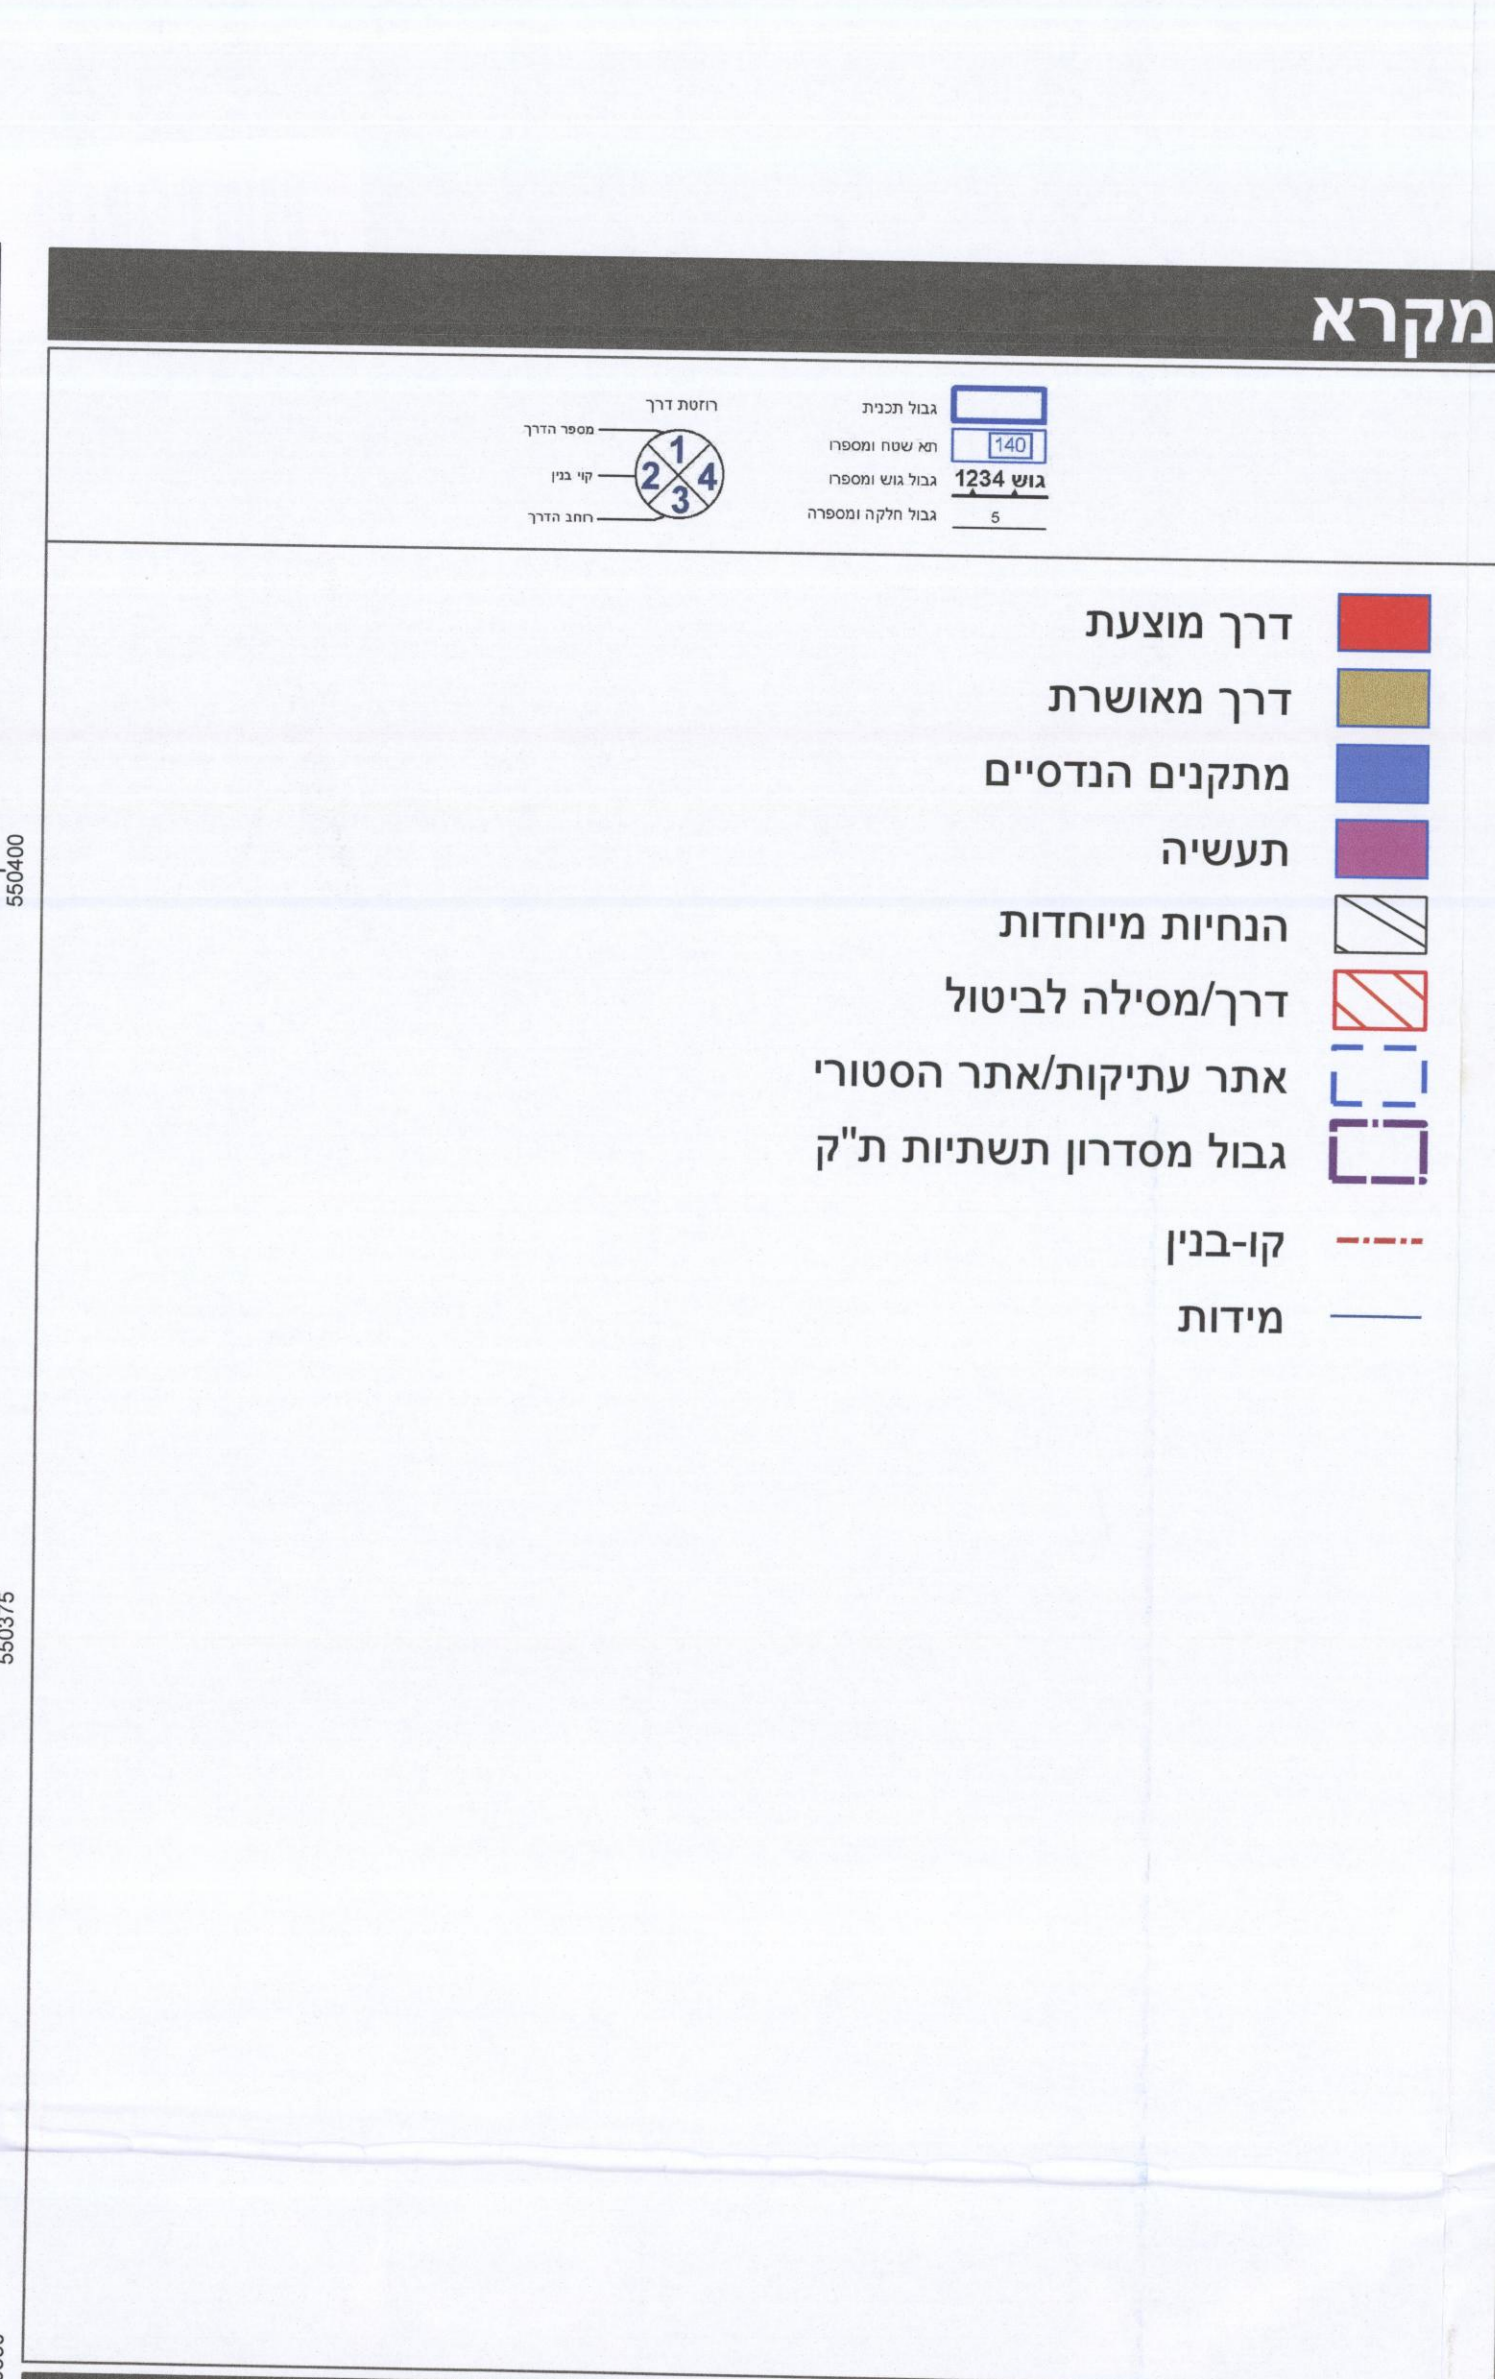 מקרא
גבול תכנית
140 תא שטח ומספרו
גוש 1234 גבול גוש ומספרו
5 גבול חלקה ומספרה
רוזטת דרך
מספר הדרך
קוי בנין
רוחב הדרך
1
2 4
3
דרך מוצעת
דרך מאושרת
מתקנים הנדסיים
תעשיה
הנחיות מיוחדות
דרך/מסילה לביטול
אתר עתיקות/אתר הסטורי
גבול מסדרון תשתיות ת"ק
קו-בנין
מידות
550400
550375